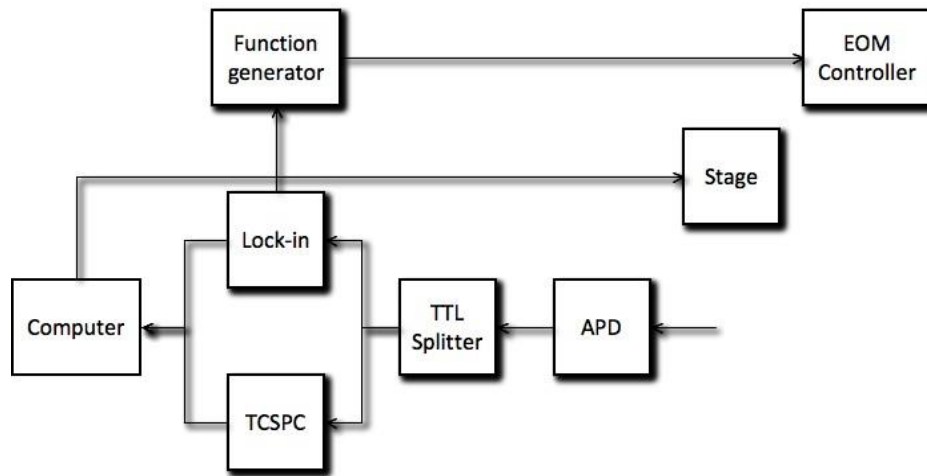 Function
generator
EOM
Controller
Stage
Lock-in
Computer
TTL
Splitter
APD
TCSPC